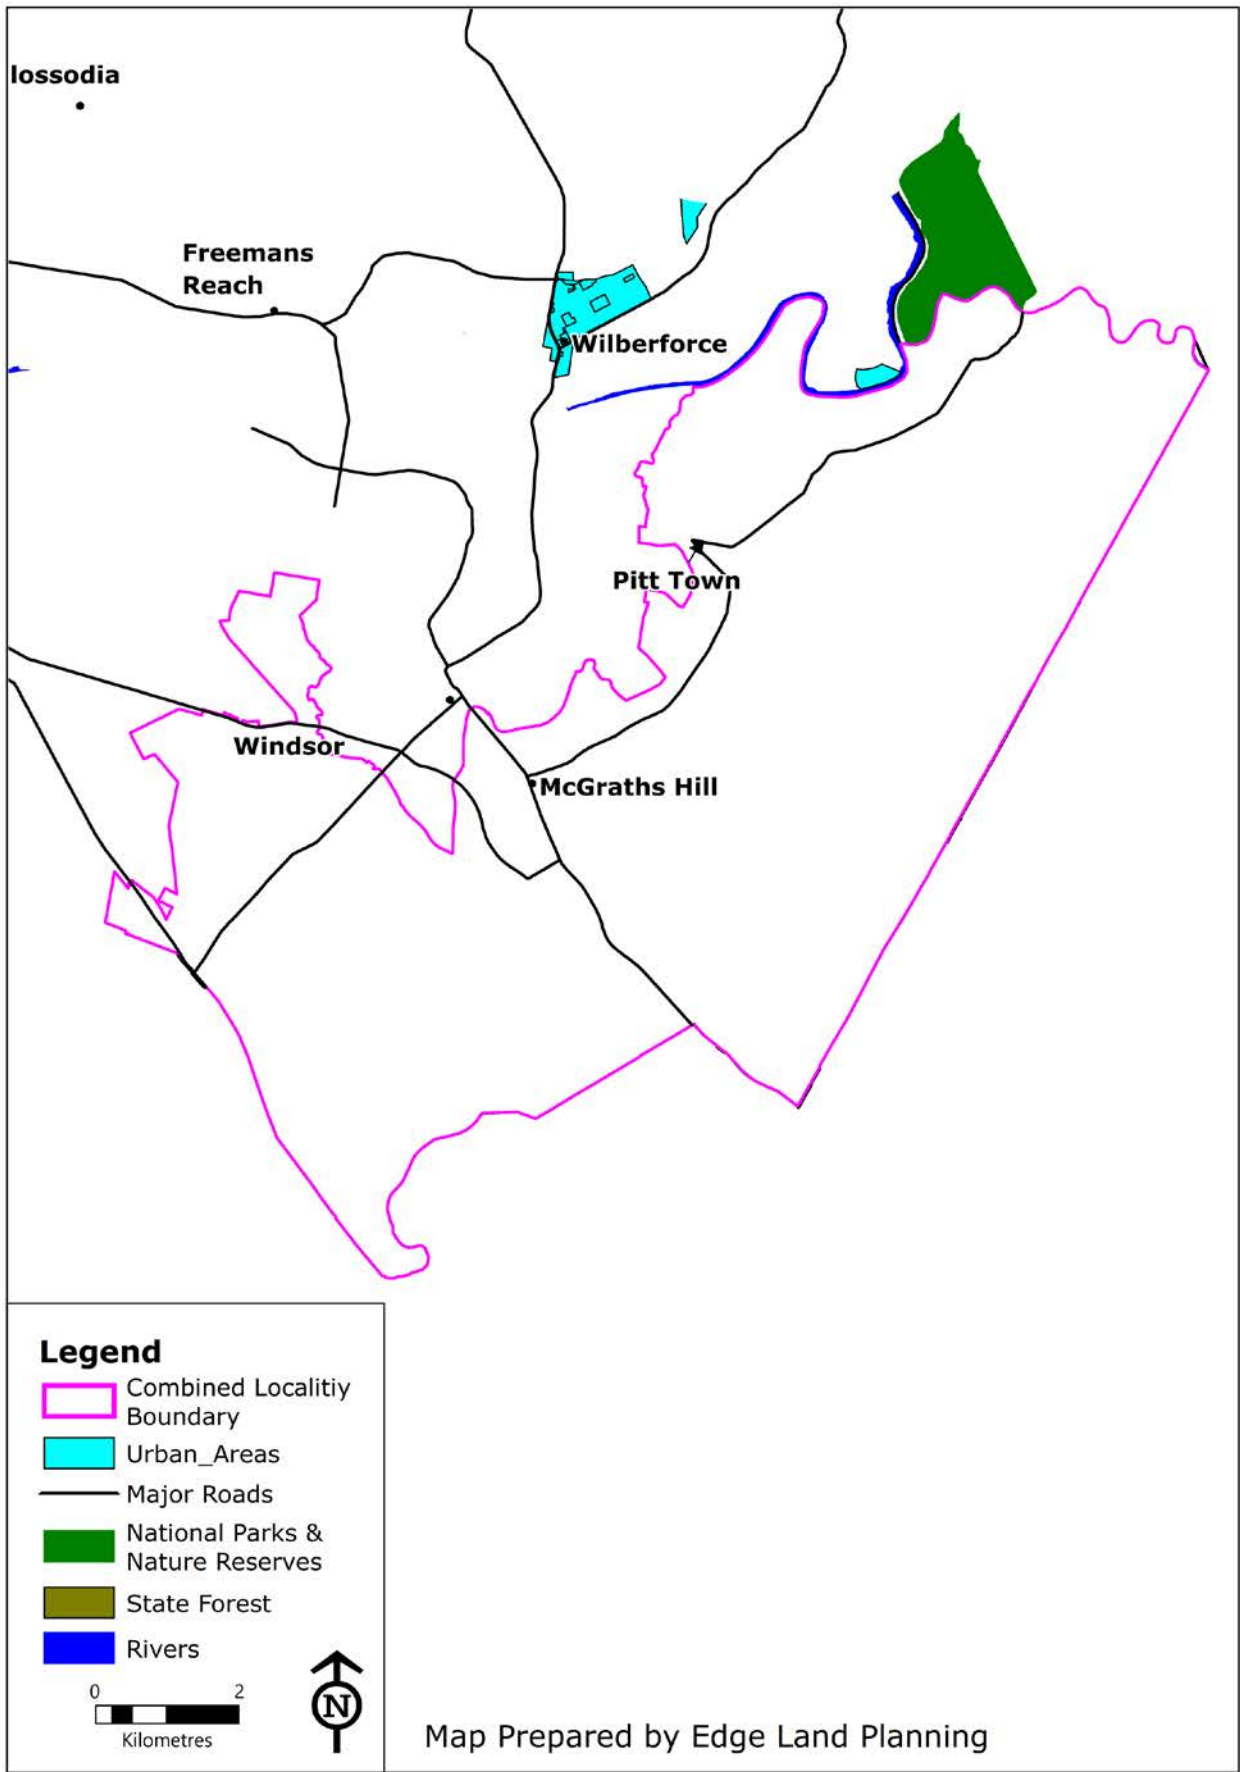 lossodia
Freemans
Reach
Wilberforce
Pitt Town
Windsor
McGraths Hill
Legend
Combined Localitiy
Boundary
Urban_Areas
Major Roads
National Parks &
Nature Reserves
State Forest
Rivers
0 2
Kilometres
N
Map Prepared by Edge Land Planning